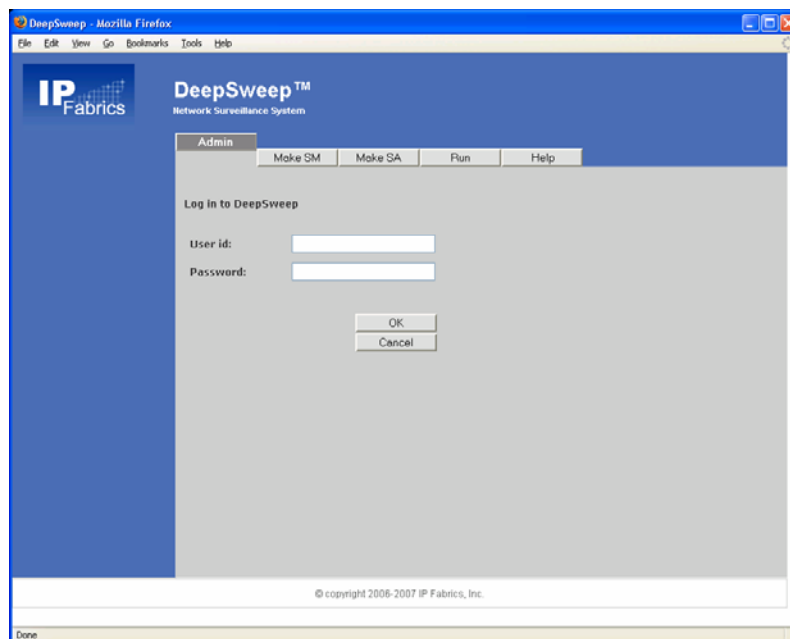 DeepSweep - Mozilla Firefox
File Edit View Go Bookmarks Tools Help
IP Fabrics
DeepSweep™
Network Surveillance System
Admin
Make SM Make SA Run Help
Log in to DeepSweep
User id:
Password:
OK
Cancel
© copyright 2006-2007 IP Fabrics, Inc.
Done